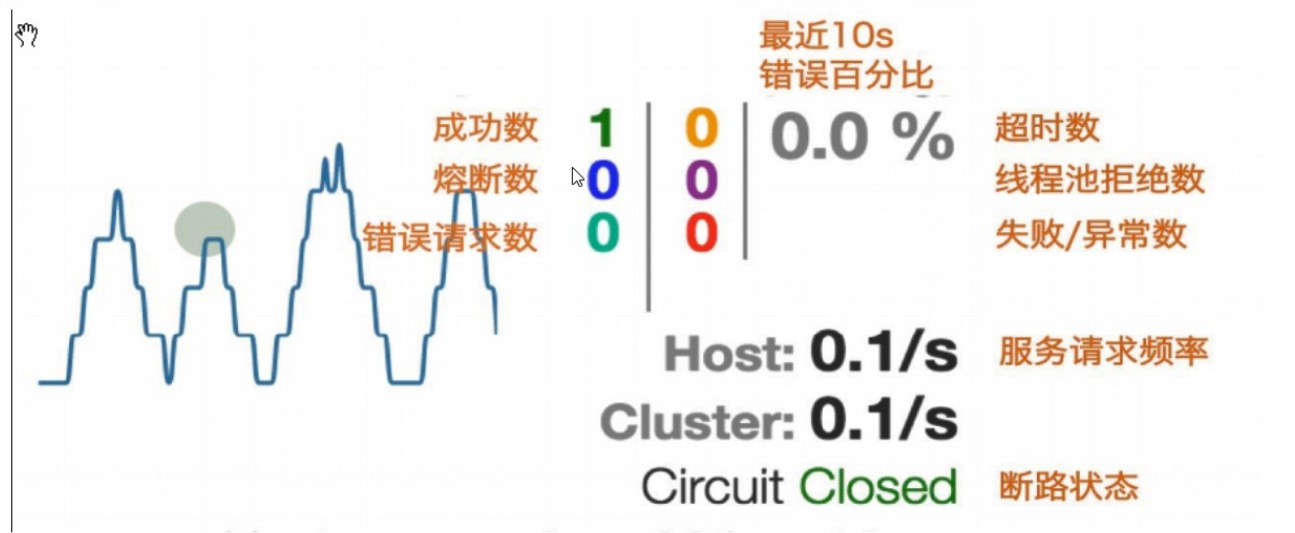 最近10s
错误百分比
成功数 1 0 0.0 % 超时数
熔断数 0 0 线程池拒绝数
错误请求数 0 0 失败/异常数
Host: 0.1/s 服务请求频率
Cluster: 0.1/s
Circuit Closed 断路状态